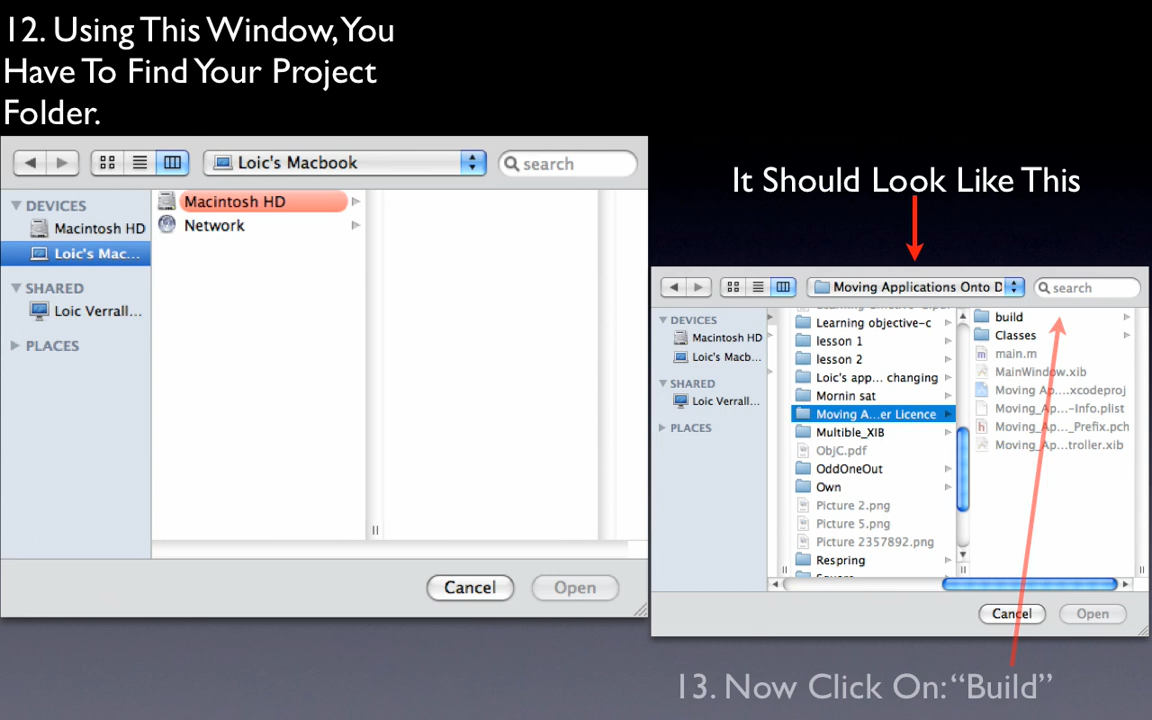 12. Using This Window, You
Have To Find Your Project
Folder.
Loic's Macbook
search
DEVICES
Macintosh HD
Loic's Mac...
SHARED
Loic Verrall...
PLACES
Macintosh HD
Network
Cancel
Open
It Should Look Like This
Moving Applications Onto D
search
DEVICES
Macintosh HD
Loic's Macb...
SHARED
Loic Verrall...
PLACES
Learning objective-c
lesson 1
lesson 2
Loic's app... changing
Mornin sat
Moving A...er Licence
Multible_XIB
ObjC.pdf
OddOneOut
Own
Picture 2.png
Picture 5.png
Picture 2357892.png
Respring
build
Classes
main.m
MainWindow.xib
Moving Ap....xcodeproj
Moving_Ap...-Info.plist
Moving_Ap..._Prefix.pch
Moving_Ap...troller.xib
Cancel
Open
13. Now Click On: “Build”